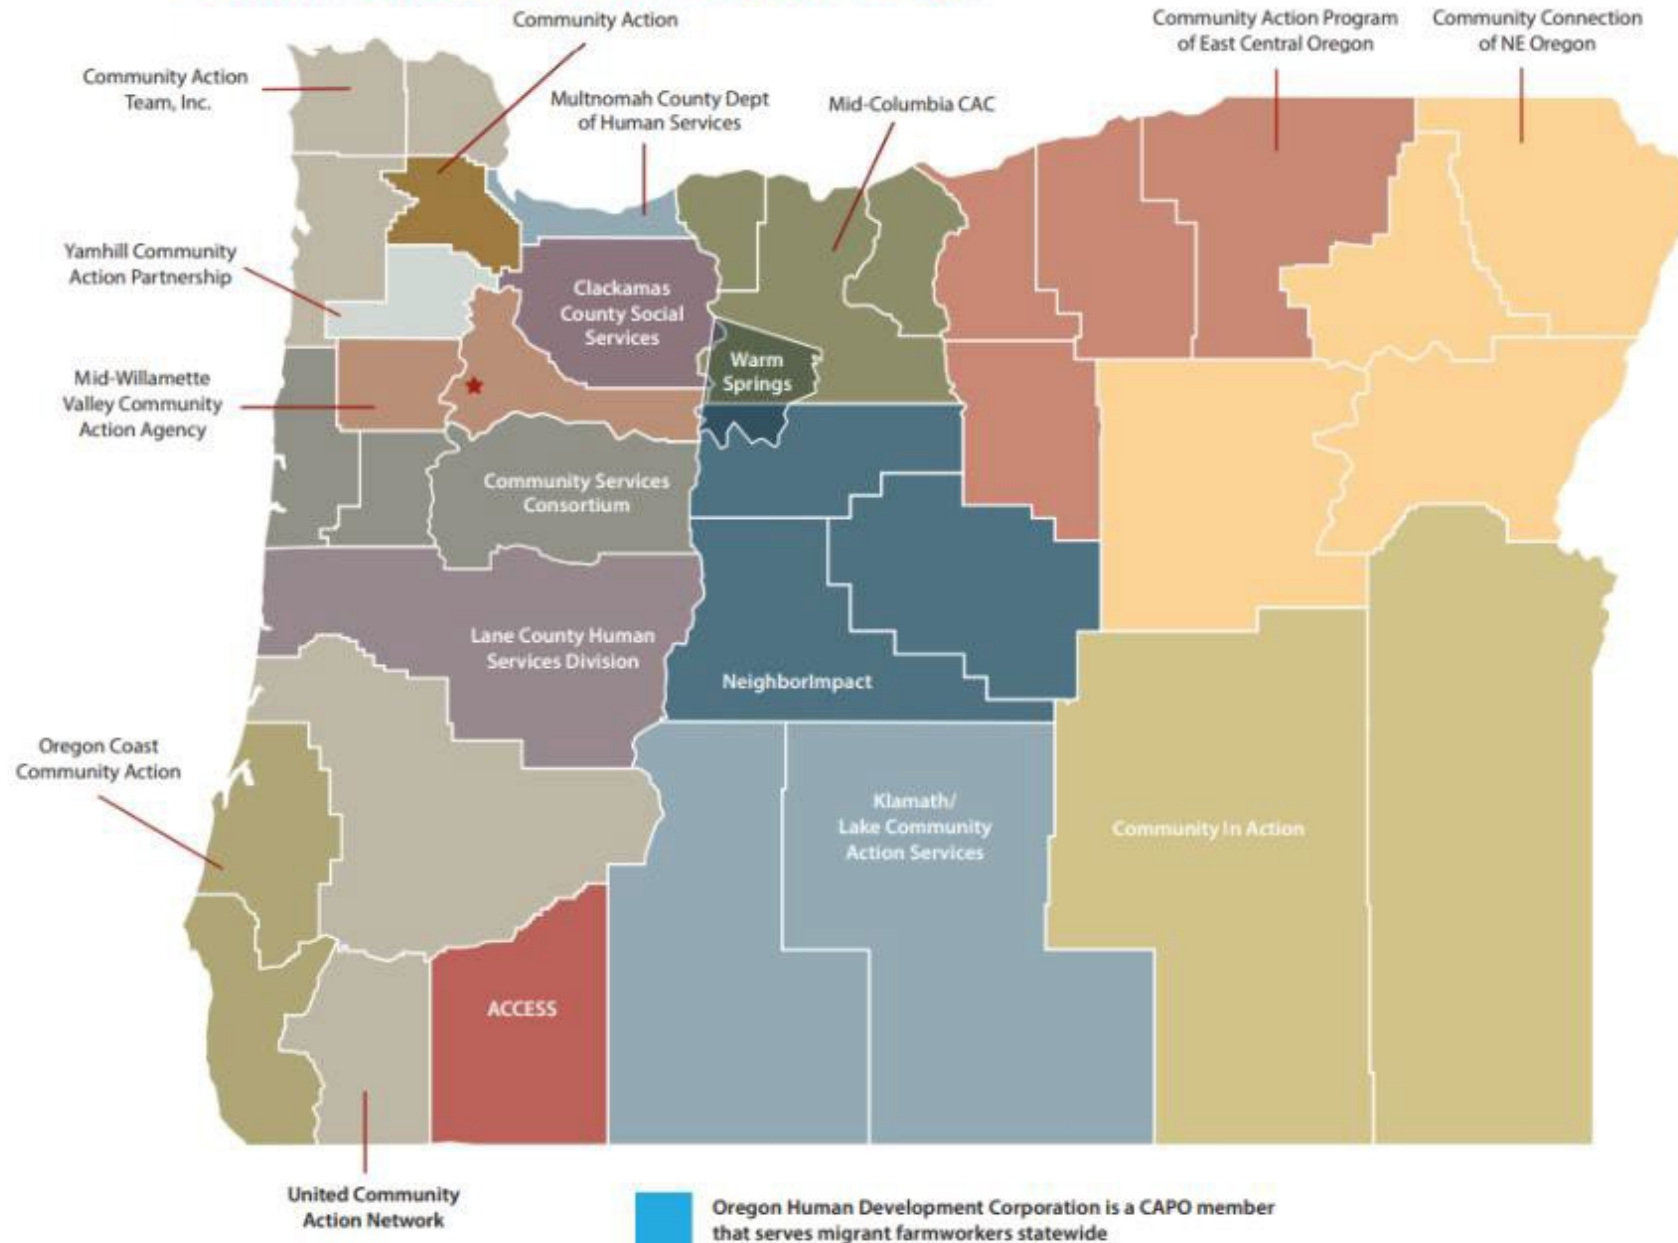 Community Action
Community Action Program
of East Central Oregon
Community Connection
of NE Oregon
Community Action
Team, Inc.
Multnomah County Dept
of Human Services
Mid-Columbia CAC
Yamhill Community
Action Partnership
Clackamas
County Social
Services
Warm
Springs
Mid-Willamette
Valley Community
Action Agency
Community Services
Consortium
Lane County Human
Services Division
NeighborImpact
Oregon Coast
Community Action
Klamath/
Lake Community
Action Services
Community In Action
ACCESS
United Community
Action Network
Oregon Human Development Corporation is a CAPO member
that serves migrant farmworkers statewide